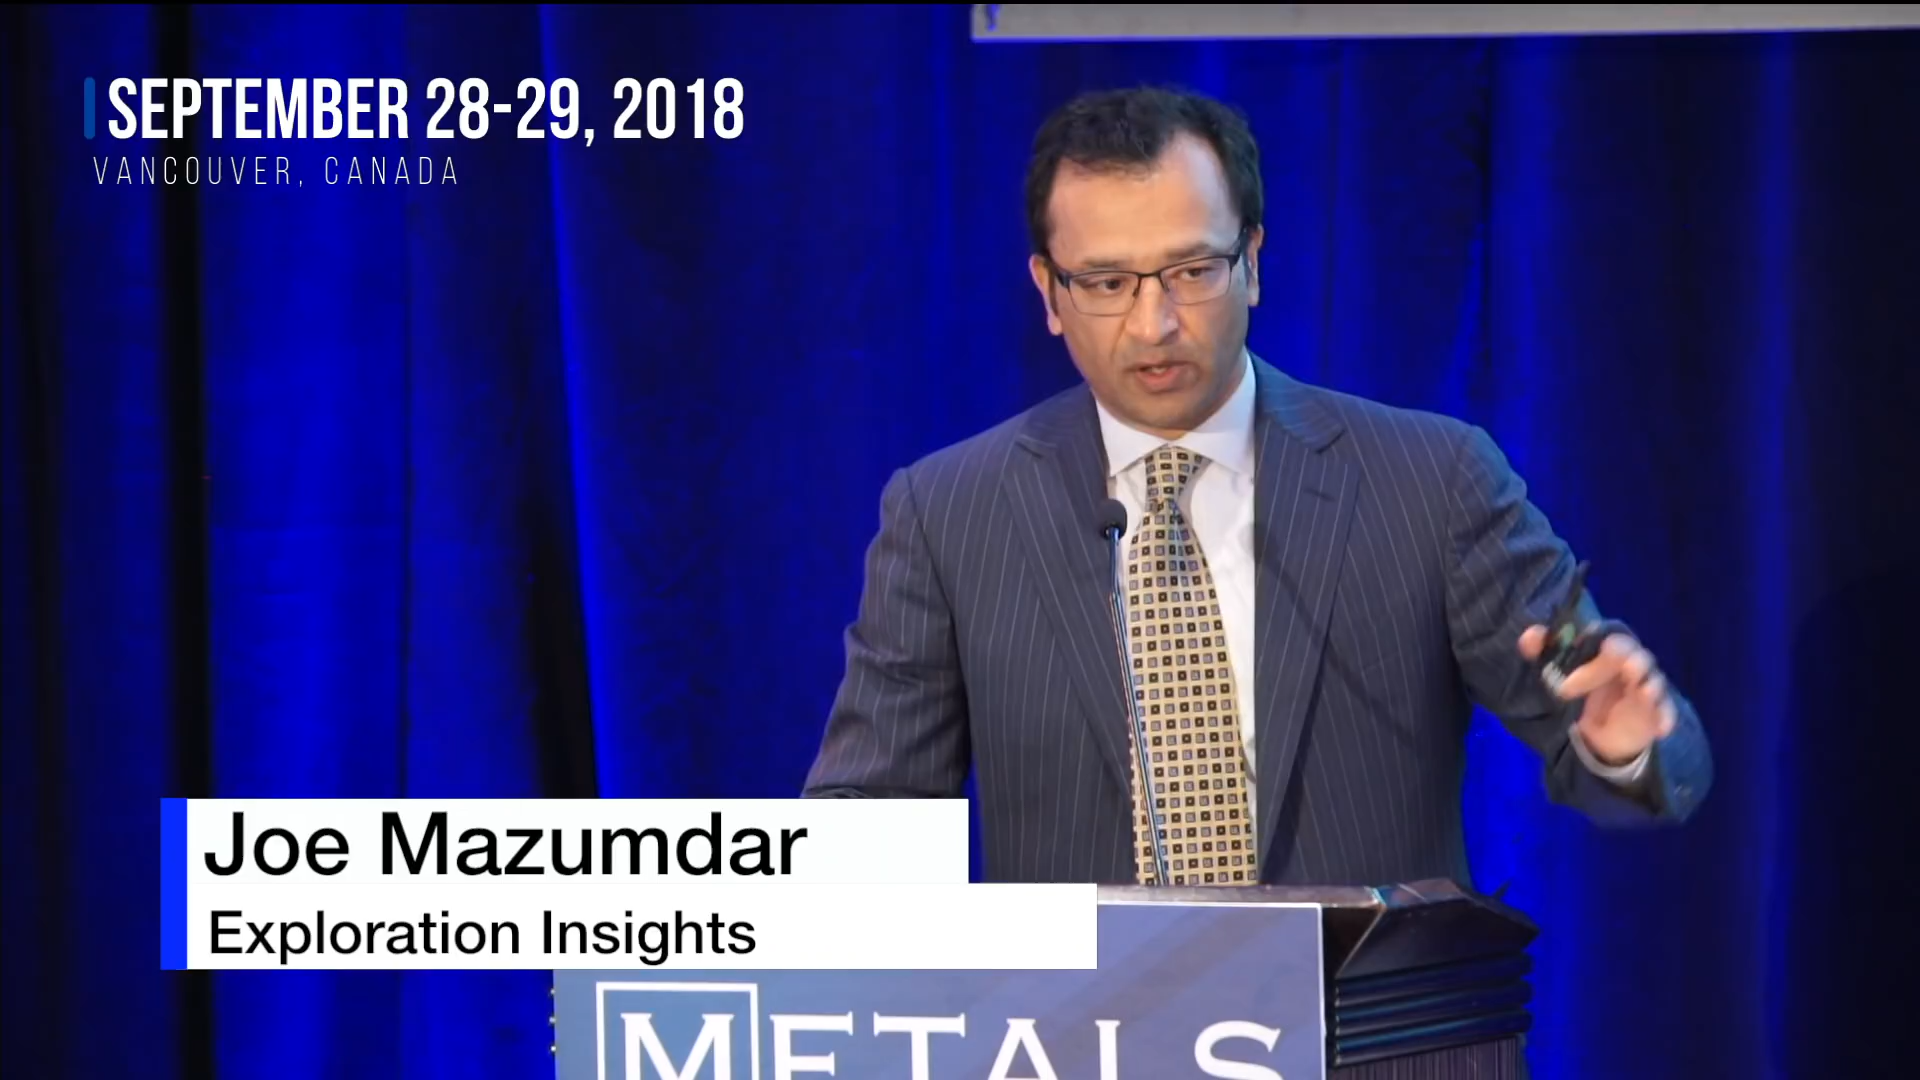 SEPTEMBER 28-29, 2018
VANCOUVER, CANADA
Joe Mazumdar
Exploration Insights
METALS